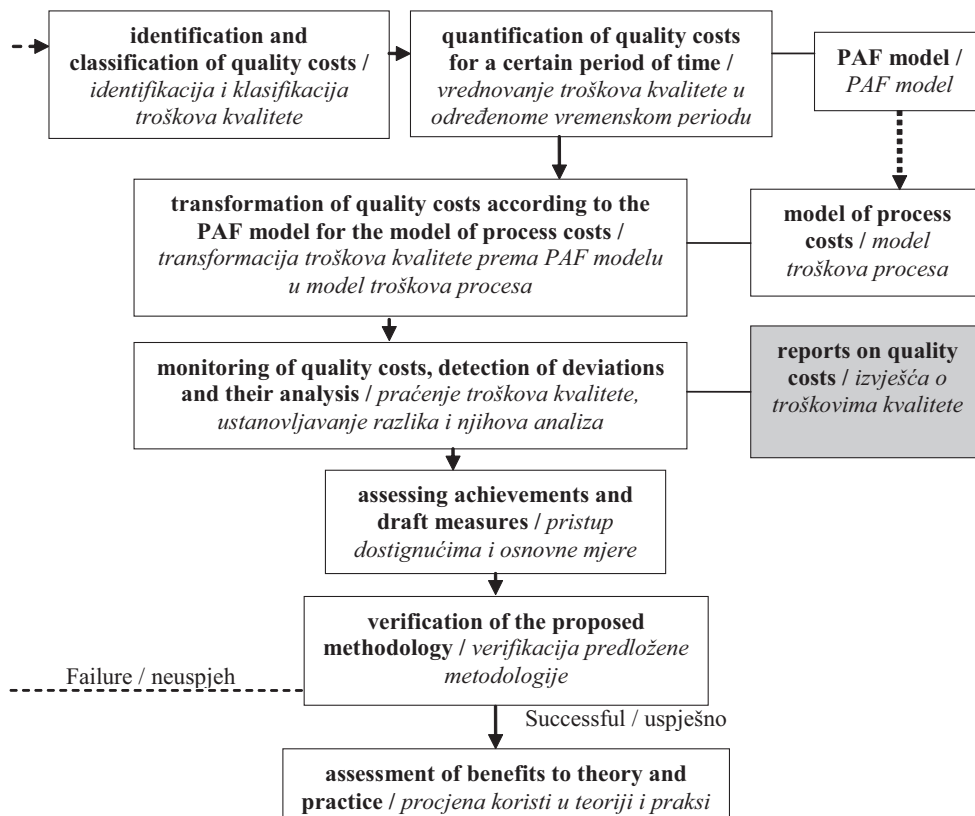 identification and
classification of quality costs /
identifikacija i klasifikacija
troškova kvalitete
quantification of quality costs
for a certain period of time /
vrednovanje troškova kvalitete u
određenome vremenskom periodu
PAF model /
PAF model
transformation of quality costs according to the
PAF model for the model of process costs /
transformacija troškova kvalitete prema PAF modelu
u model troškova procesa
model of process
costs / model
troškova procesa
monitoring of quality costs, detection of deviations
and their analysis / praćenje troškova kvalitete,
ustanovljavanje razlika i njihova analiza
reports on quality
costs / izvješća o
troškovima kvalitete
assessing achievements and
draft measures / pristup
dostignućima i osnovne mjere
verification of the proposed
methodology / verifikacija predložene
metodologije
Failure / neuspjeh
Successful / uspješno
assessment of benefits to theory and
practice / procjena koristi u teoriji i praksi